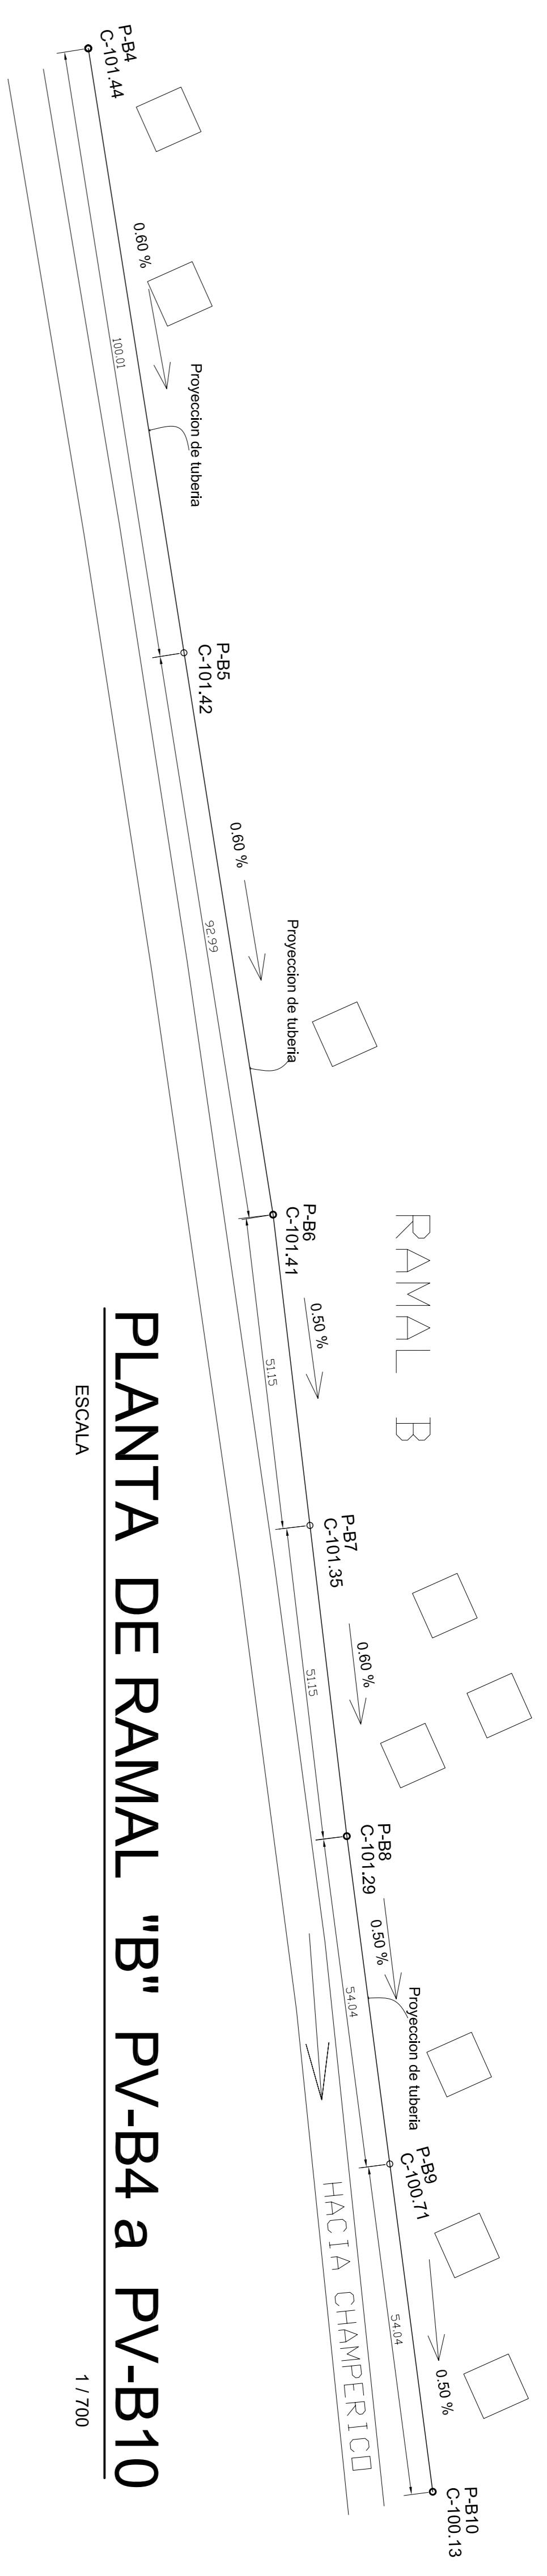 P-B4
C-101.44
0.60 %
100.01
Proyeccion de tuberia
P-B5
C-101.42
0.60 %
92.99
Proyeccion de tuberia
P-B6
C-101.41
RAMAL B
0.50 %
51.15
P-B7
C-101.35
0.60 %
51.15
P-B8
C-101.29
0.50 %
54.04
Proyeccion de tuberia
P-B9
C-100.71
HACIA CHAMPERICO
54.04
0.50 %
P-B10
C-100.13
PLANTA DE RAMAL "B" PV-B4 a PV-B10
ESCALA 1 / 700